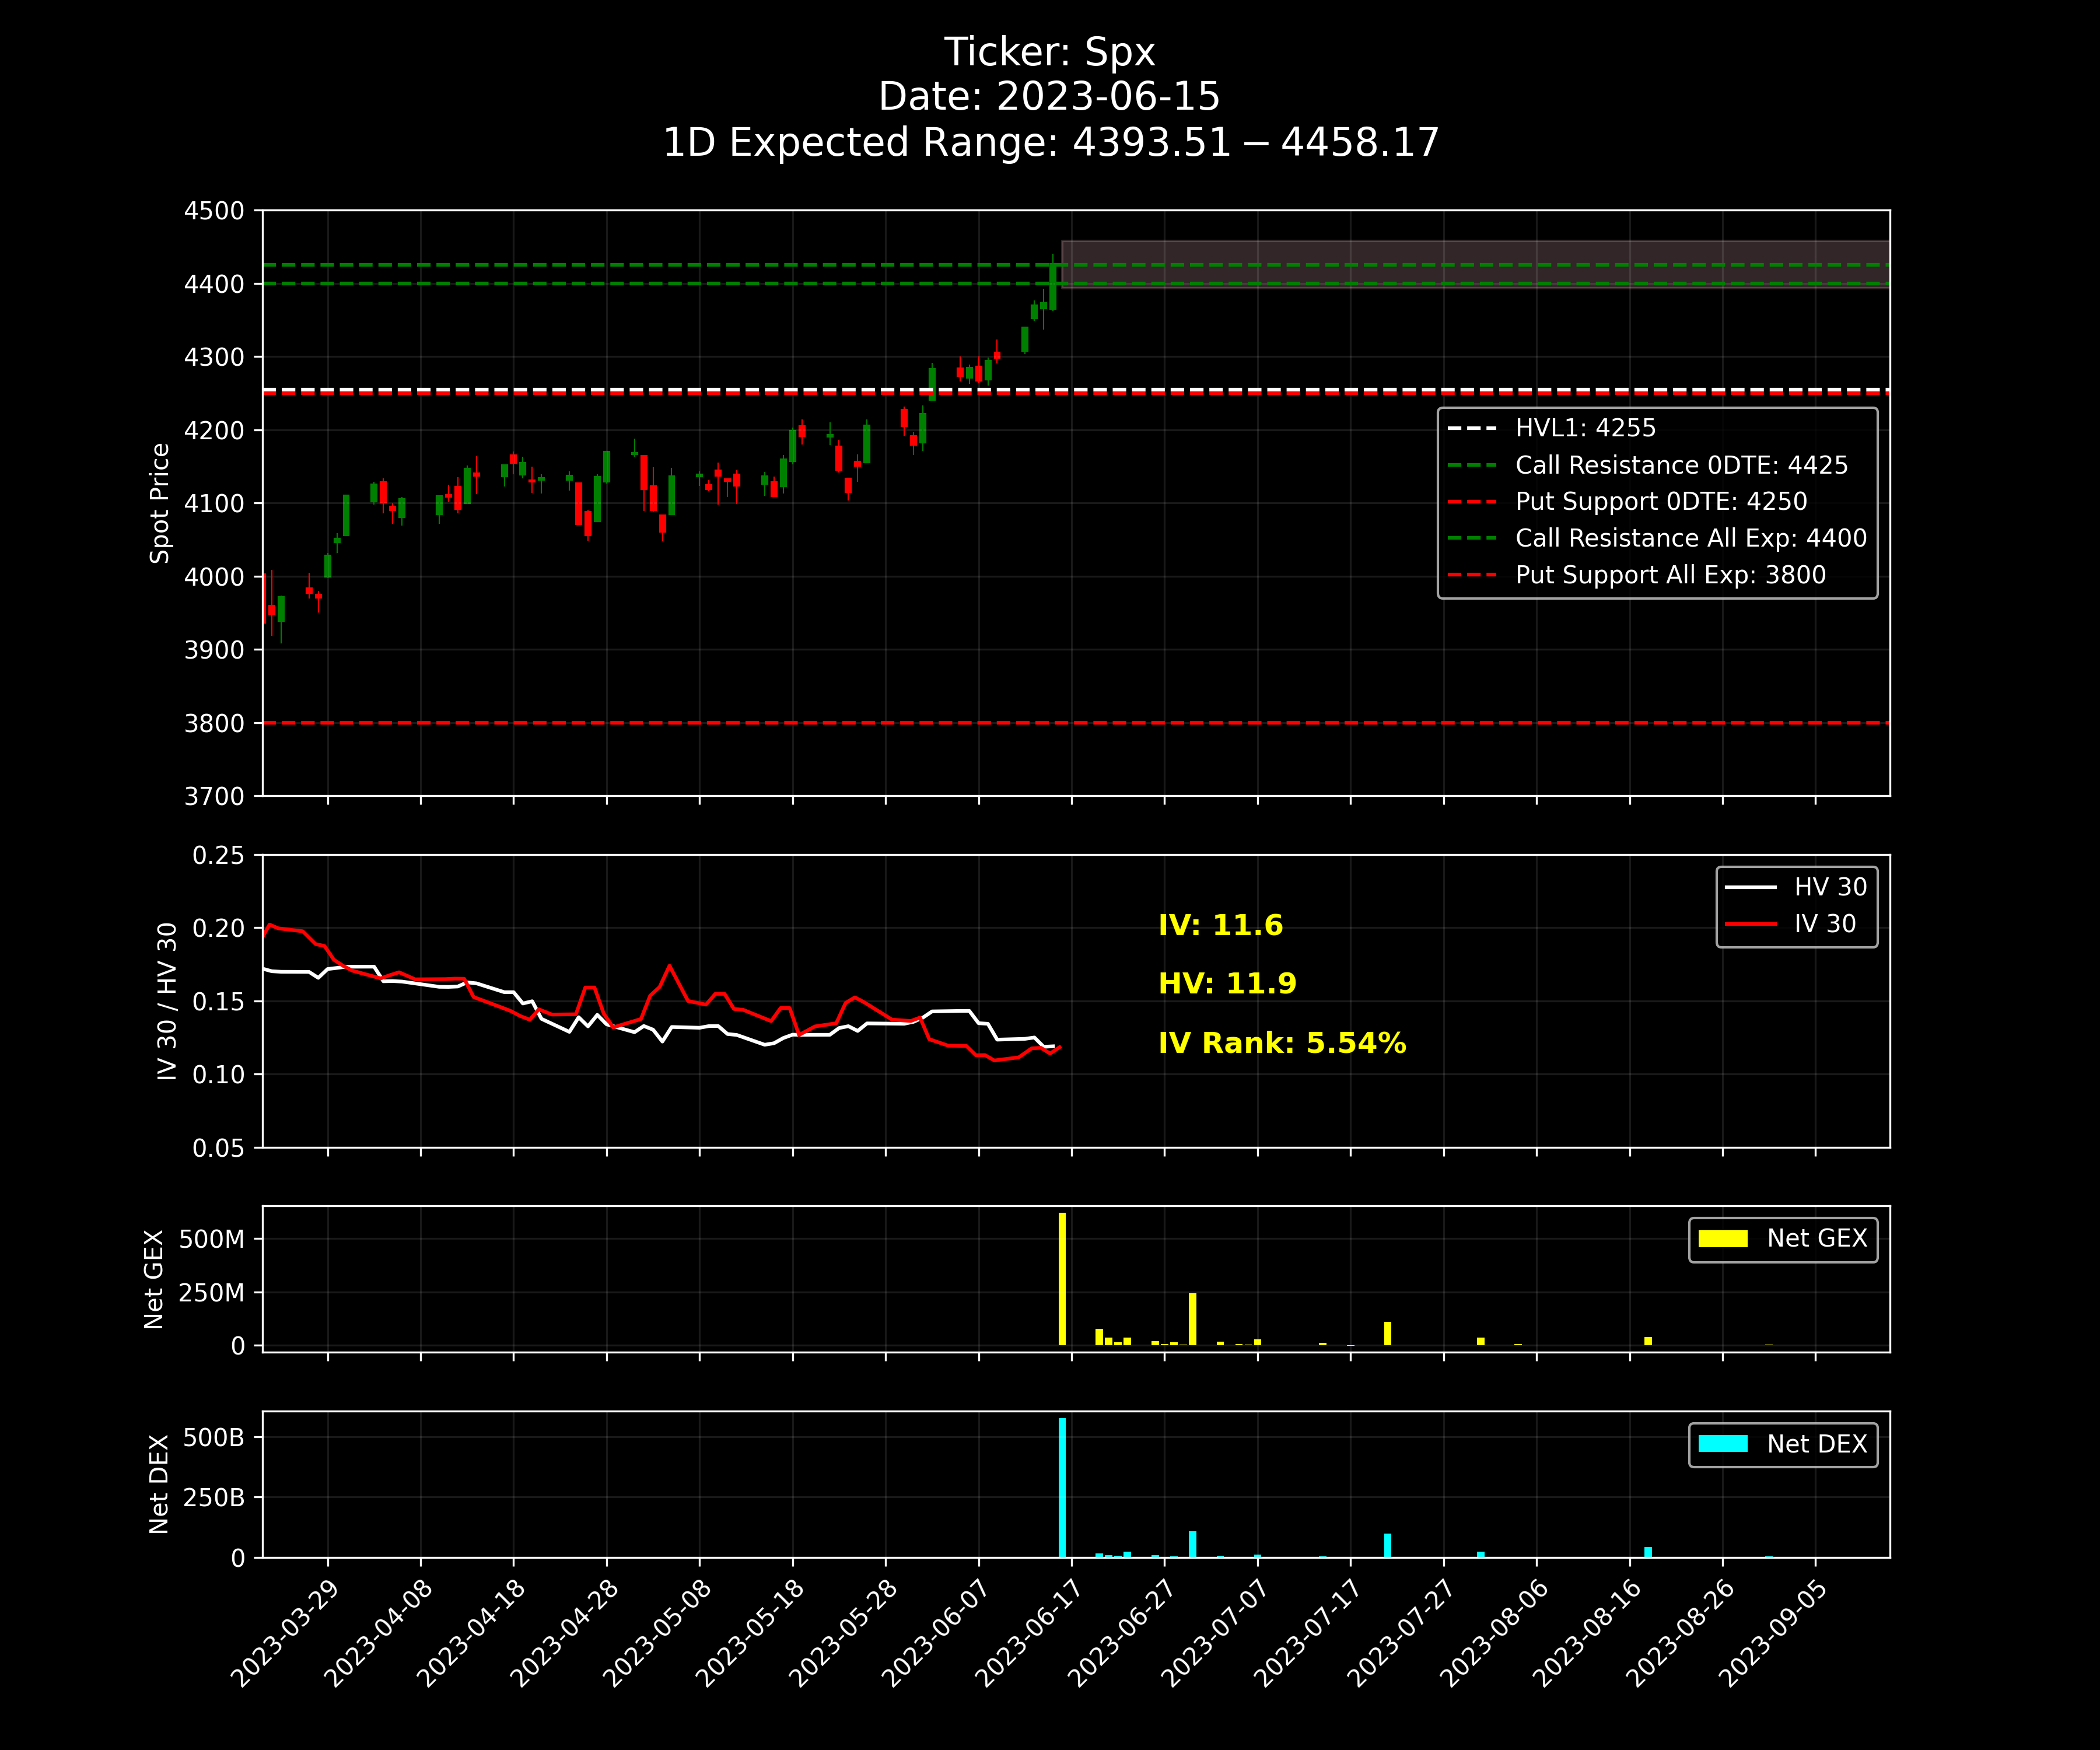 Ticker: Spx
Date: 2023-06-15
1D Expected Range: 4393.51 − 4458.17
4500
4400
4300
4200
4100
4000
3900
3800
3700
Spot Price
HVL1: 4255
Call Resistance 0DTE: 4425
Put Support 0DTE: 4250
Call Resistance All Exp: 4400
Put Support All Exp: 3800
0.25
0.20
0.15
0.10
0.05
IV 30 / HV 30
IV: 11.6
HV: 11.9
IV Rank: 5.54%
HV 30
IV 30
500M
250M
0
Net GEX
Net GEX
500B
250B
0
Net DEX
Net DEX
2023-03-29
2023-04-08
2023-04-18
2023-04-28
2023-05-08
2023-05-18
2023-05-28
2023-06-07
2023-06-17
2023-06-27
2023-07-07
2023-07-17
2023-07-27
2023-08-06
2023-08-16
2023-08-26
2023-09-05